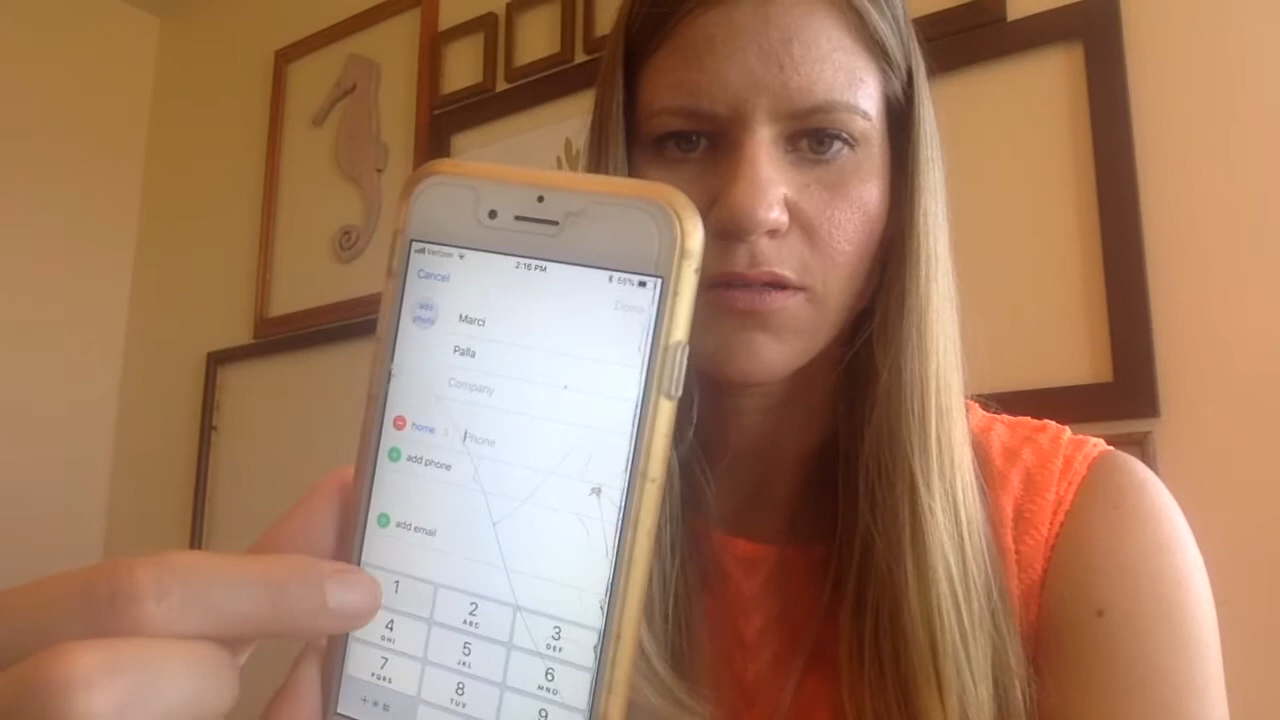 Verizon
2:16 PM
55%
Cancel
Done
add
photo
Marci
Palla
Company
home
Phone
add phone
add email
1
2
ABC
3
DEF
4
GHI
5
JKL
6
MNO
7
PQRS
8
TUV
9
+*#